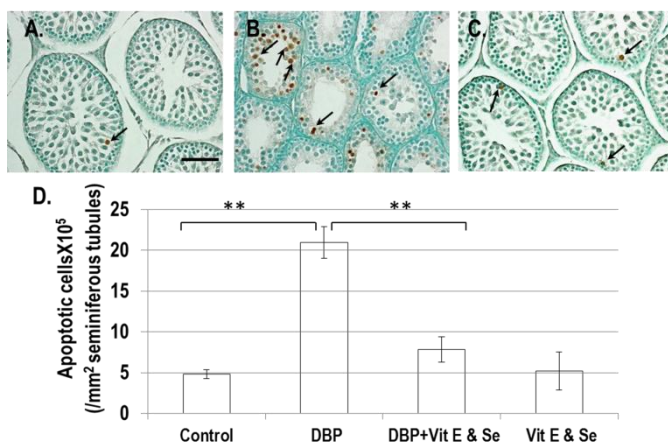 A.
B.
C.
D.
** **
Apoptotic cellsX10⁵
(/mm² seminiferous tubules)
25
20
15
10
5
0
Control DBP DBP+Vit E & Se Vit E & Se